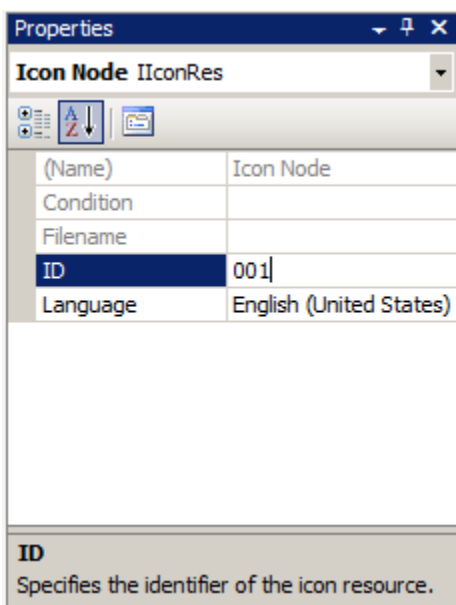 Properties
Icon Node IIconRes
(Name) Icon Node
Condition
Filename
ID 001
Language English (United States)
ID
Specifies the identifier of the icon resource.